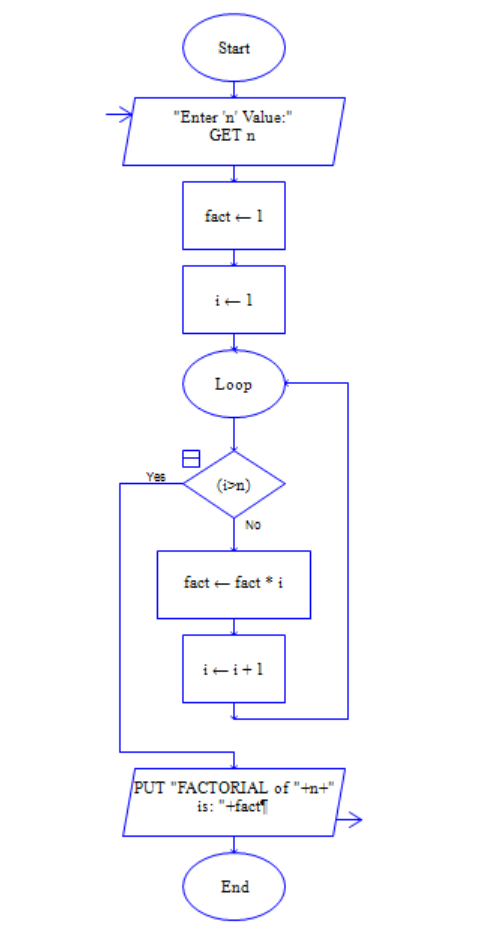 Start
"Enter 'n' Value:"
GET n
fact ← 1
i ← 1
Loop
Yes
(i>n)
No
fact ← fact * i
i ← i + 1
PUT "FACTORIAL of "+n+"
is: "+fact¶
End